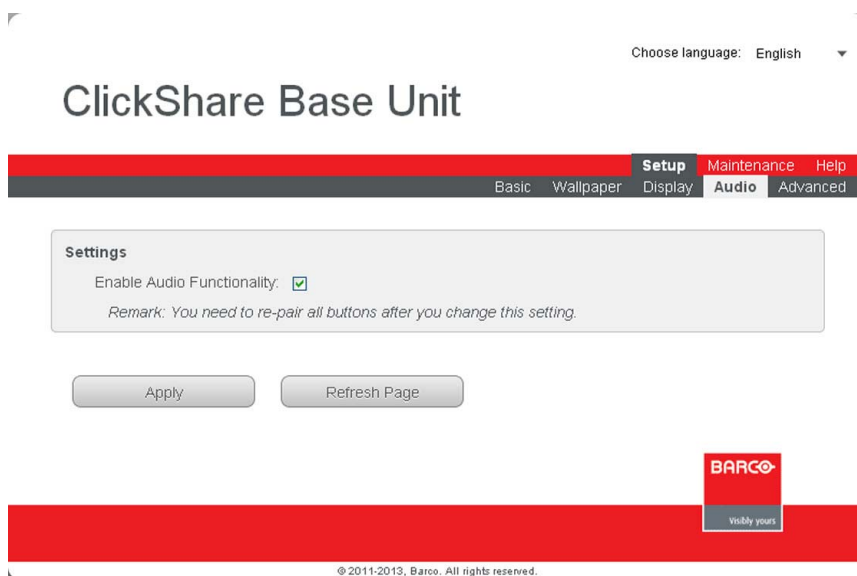 Choose language: English
ClickShare Base Unit
Setup Maintenance Help
Basic Wallpaper Display Audio Advanced
Settings
Enable Audio Functionality:
Remark: You need to re-pair all buttons after you change this setting.
Apply Refresh Page
BARCO
Visibly yours
© 2011-2013, Barco. All rights reserved.